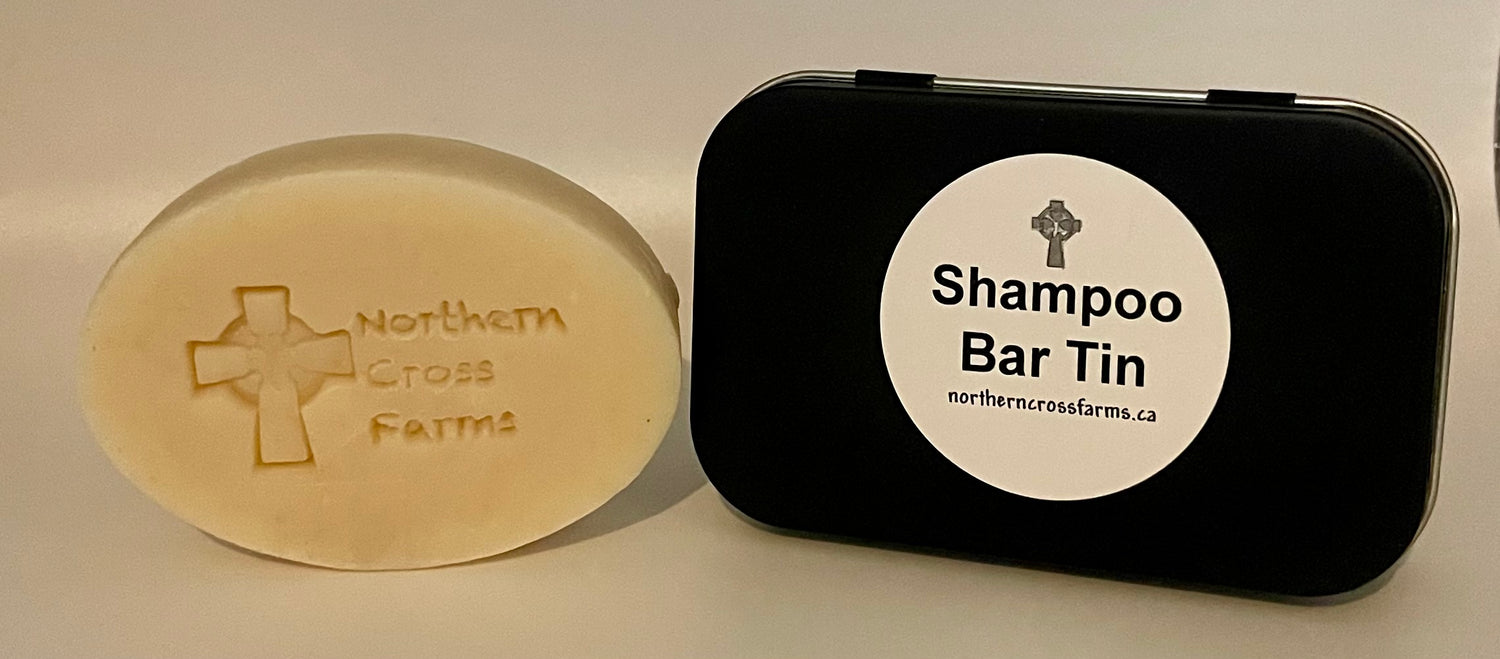 Northern
Cross
Farms
Shampoo
Bar Tin
northerncrossfarms.ca